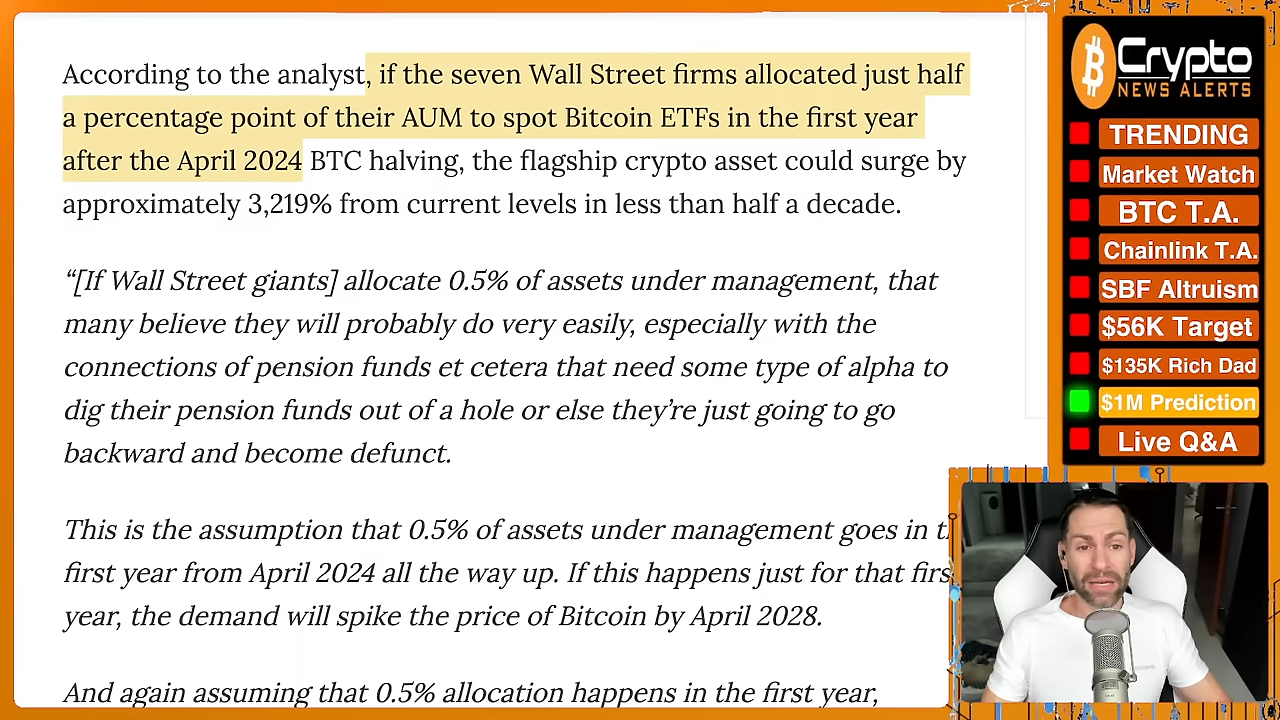 According to the analyst, if the seven Wall Street firms allocated just half
a percentage point of their AUM to spot Bitcoin ETFs in the first year
after the April 2024 BTC halving, the flagship crypto asset could surge by
approximately 3,219% from current levels in less than half a decade.
“[If Wall Street giants] allocate 0.5% of assets under management, that
many believe they will probably do very easily, especially with the
connections of pension funds et cetera that need some type of alpha to
dig their pension funds out of a hole or else they’re just going to go
backward and become defunct.
This is the assumption that 0.5% of assets under management goes in
first year from April 2024 all the way up. If this happens just for that
year, the demand will spike the price of Bitcoin by April 2028.
And again assuming that 0.5% allocation happens in the first year,
Crypto
NEWS ALERTS
TRENDING
Market Watch
BTC T.A.
Chainlink T.A.
SBF Altruism
$56K Target
$135K Rich Dad
$1M Prediction
Live Q&A